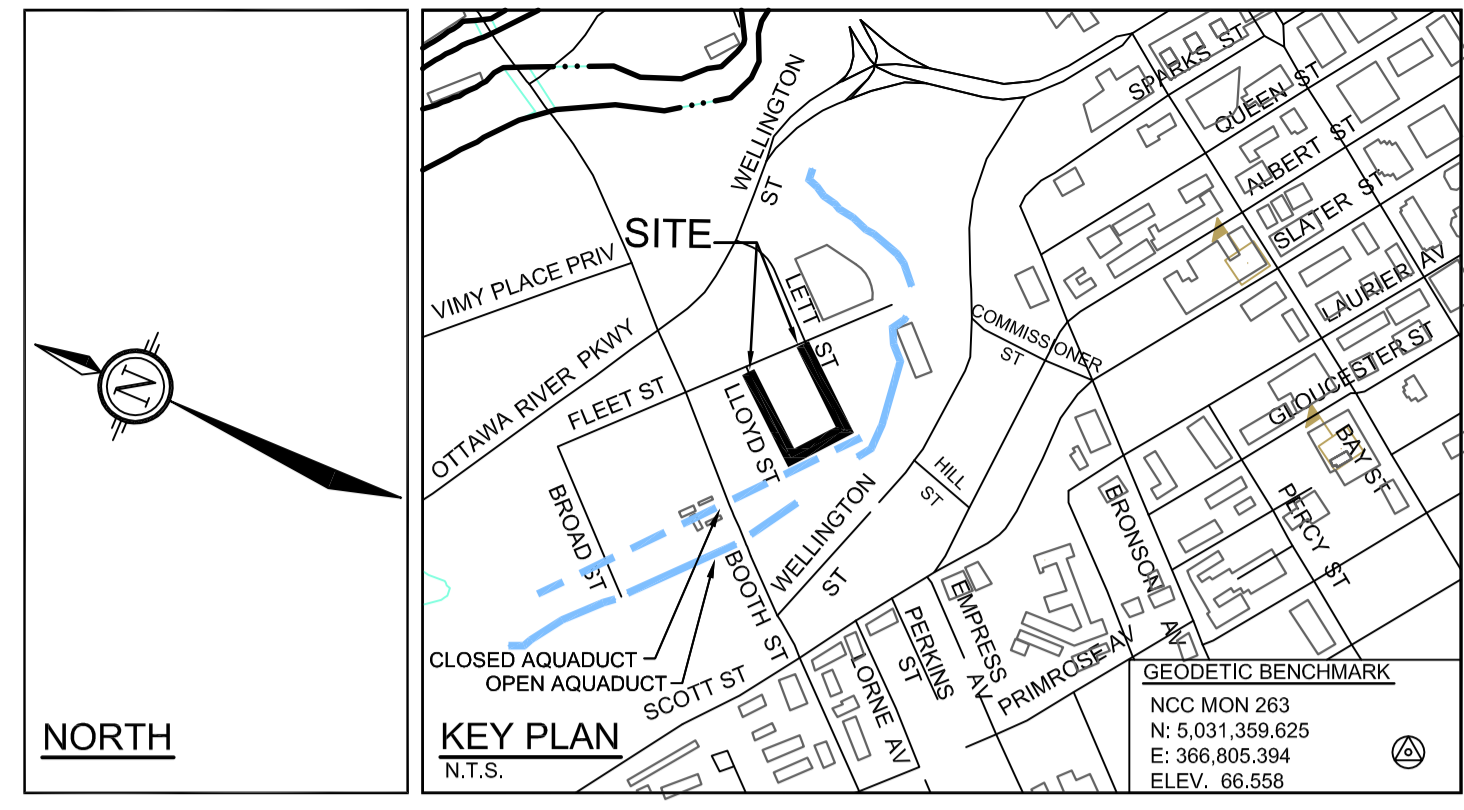 N
NORTH
WELLINGTON
ST
SITE
VIMY PLACE PRIV
OTTAWA RIVER PKWY
FLEET ST
LETT
ST
LLOYD ST
BROAD ST
BOOTH ST
WELLINGTON
ST
HILL
ST
COMMISSIONER
ST
SPARKS ST
QUEEN ST
ALBERT ST
SLATER ST
LAURIER AV
GLOUCESTER ST
BAY ST
PERCY ST
BRONSON AV
EMPRESS AV
PERKINS
ST
PRIMROSE AV
LORNE AV
SCOTT ST
CLOSED AQUADUCT
OPEN AQUADUCT
KEY PLAN
N.T.S.
GEODETIC BENCHMARK
NCC MON 263
N: 5,031,359.625
E: 366,805.394
ELEV. 66.558